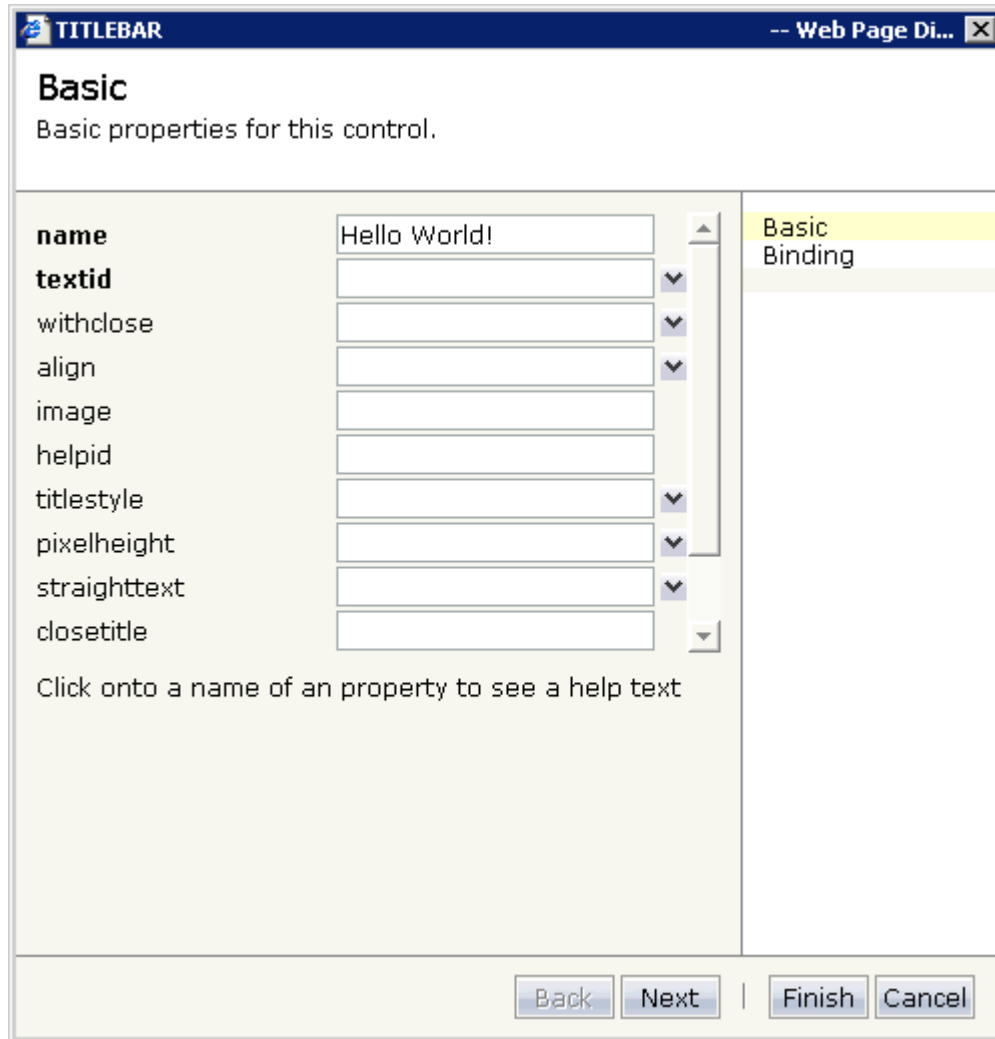 TITLEBAR -- Web Page Di...
Basic
Basic properties for this control.
name Hello World!
textid
withclose
align
image
helpid
titlestyle
pixelheight
straighttext
closetitle
Click onto a name of an property to see a help text
Basic
Binding
Back Next | Finish Cancel